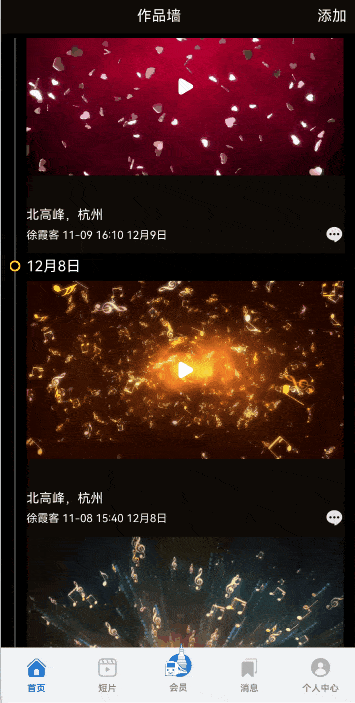 作品墙
添加
北高峰，杭州
徐霞客 11-09 16:10 12月9日
12月8日
北高峰，杭州
徐霞客 11-08 15:40 12月8日
首页
短片
会员
消息
个人中心